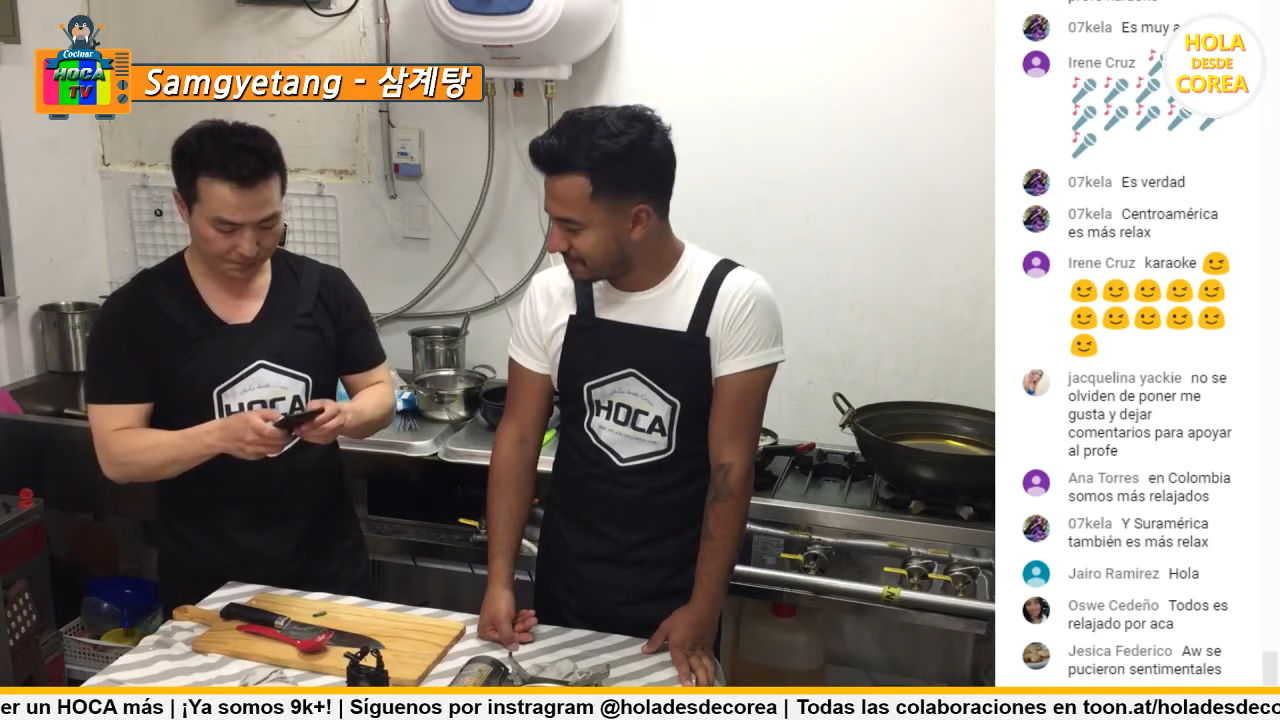 Cocinar
HOCA
TV
Samgyetang - 삼계탕
HOLA
DESDE
COREA
HOCA
HOCA
07kela Es muy a
Irene Cruz
07kela Es verdad
07kela Centroamérica
es más relax
Irene Cruz karaoke
jacquelina yackie no se
olviden de poner me
gusta y dejar
comentarios para apoyar
al profe
Ana Torres en Colombia
somos más relajados
07kela Y Suramérica
también es más relax
Jairo Ramirez Hola
Oswe Cedeño Todos es
relajado por aca
Jesica Federico Aw se
pucieron sentimentales
er un HOCA más | ¡Ya somos 9k+! | Síguenos por instragram @holadesdecorea | Todas las colaboraciones en toon.at/holadesdeco